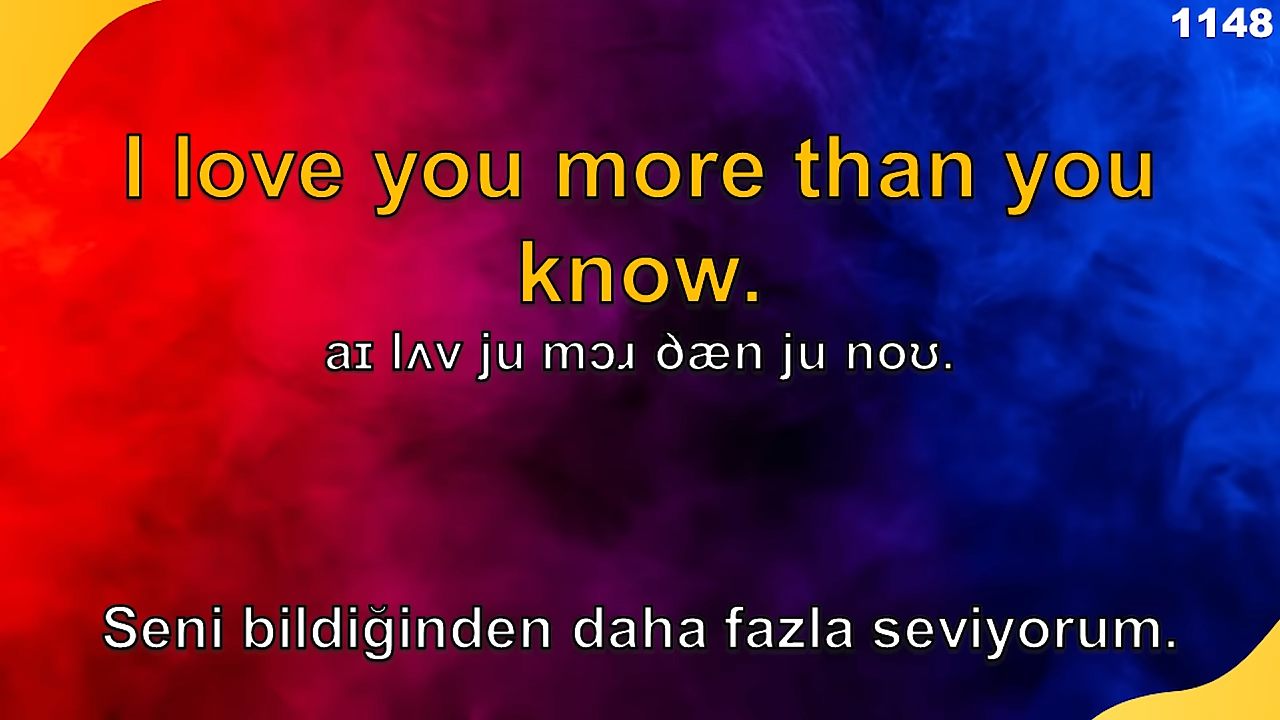 1148
I love you more than you
know.
aɪ lʌv ju mɔɹ ðæn ju noʊ.
Seni bildiğinden daha fazla seviyorum.